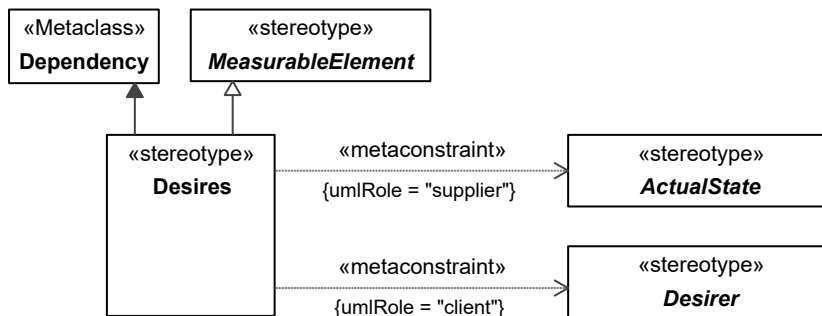 «Metaclass»
Dependency
«stereotype»
MeasurableElement
«stereotype»
Desires
«metaconstraint»
{umlRole = "supplier"}
«stereotype»
ActualState
«metaconstraint»
{umlRole = "client"}
«stereotype»
Desirer